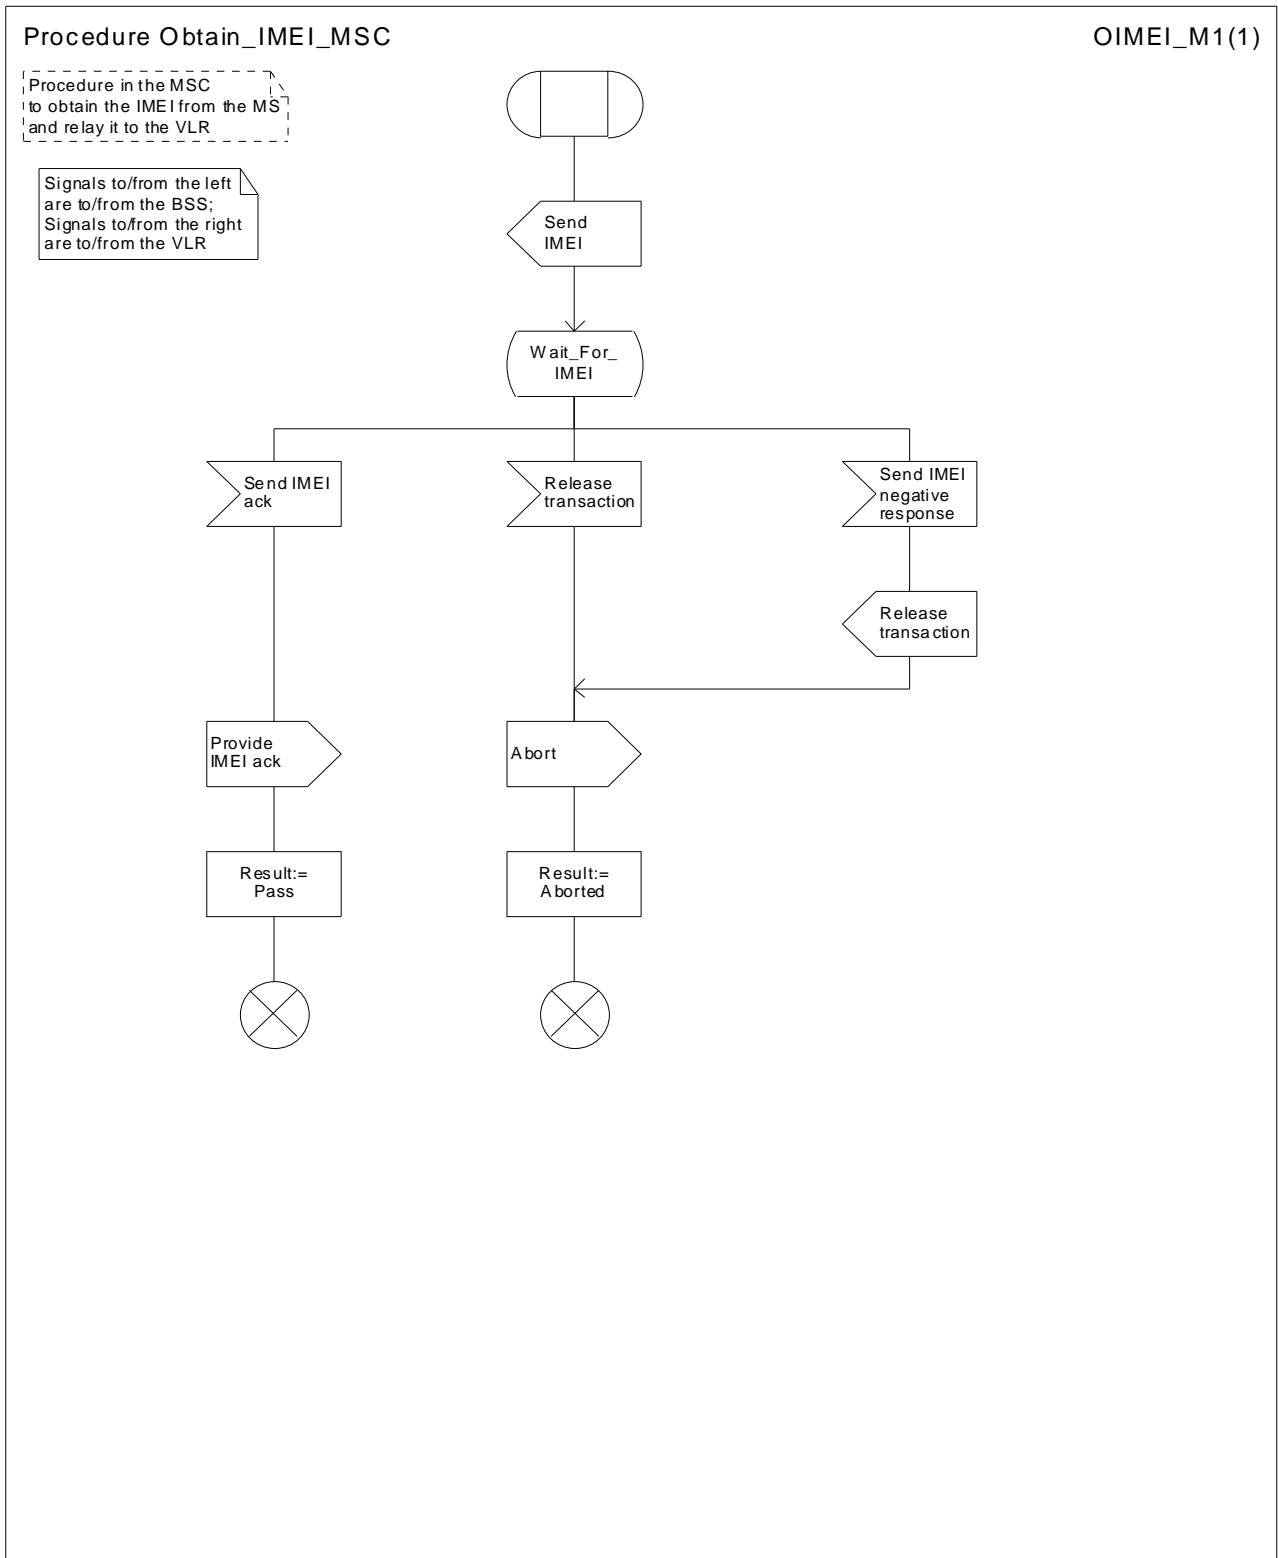 Procedure Obtain_IMEI_MSC
OIMEI_M1(1)
Procedure in the MSC
to obtain the IMEI from the MS
and relay it to the VLR
Signals to/from the left
are to/from the BSS;
Signals to/from the right
are to/from the VLR
Send
IMEI
Wait_For_
IMEI
Send IMEI
ack
Release
transaction
Send IMEI
negative
response
Release
transaction
Provide
IMEI ack
Abort
Result:=
Pass
Result:=
Aborted